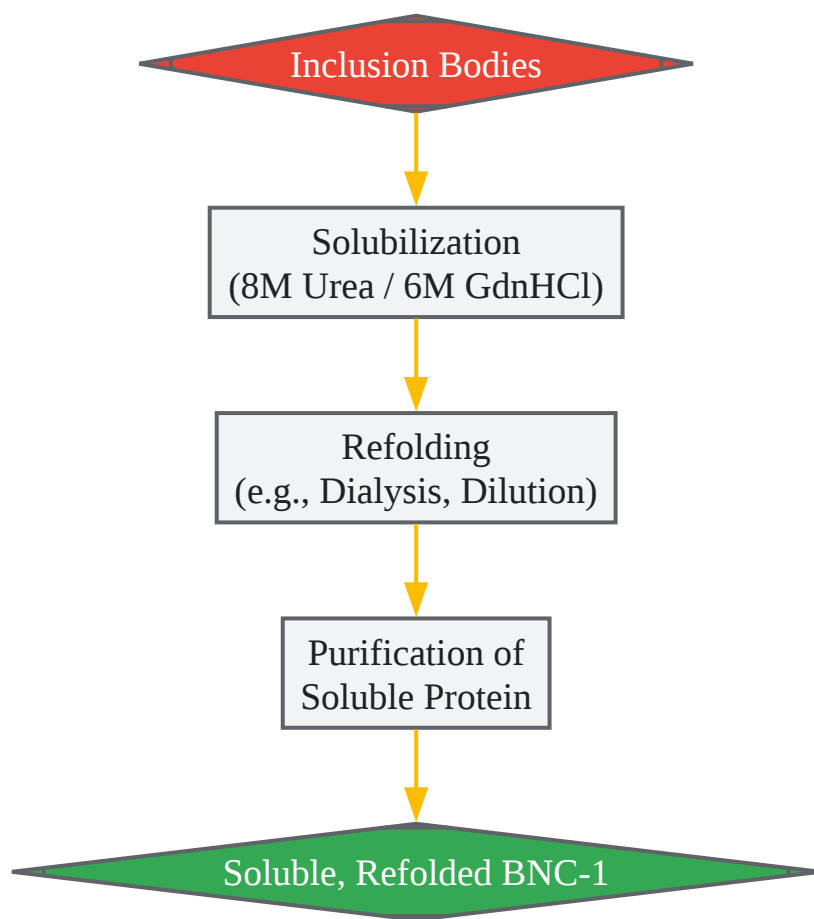 Inclusion Bodies
Solubilization
(8M Urea / 6M GdnHCl)
Refolding
(e.g., Dialysis, Dilution)
Purification of
Soluble Protein
Soluble, Refolded BNC-1